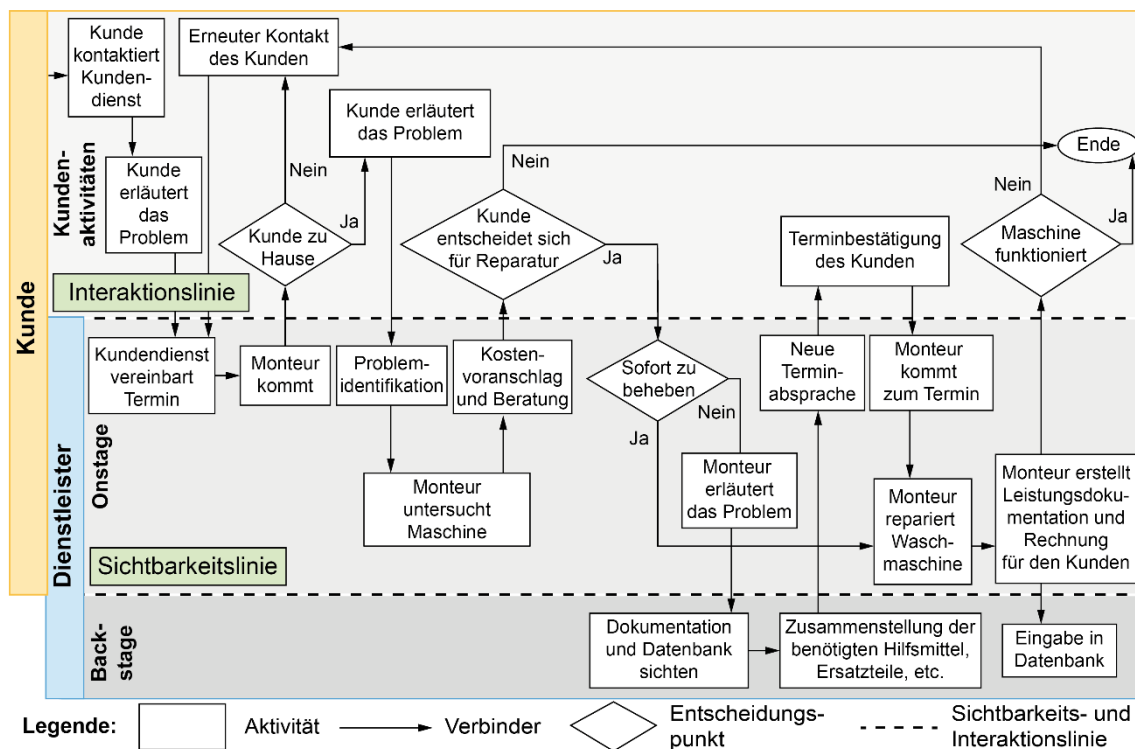 Kunde
kontaktiert
Kunden-
dienst
Erneuter Kontakt
des Kunden
Kunde erläutert
das Problem
Ende
Kunde
erläutert
das
Problem
Nein
Ja
Kunde zu
Hause
Nein
Kunde
entscheidet sich
für Reparatur
Ja
Terminbestätigung
des Kunden
Nein
Maschine
funktioniert
Ja
Kunden-
aktivitäten
Interaktionslinie
Kunde
Kundendienst
vereinbart
Termin
Monteur
kommt
Problem-
identifikation
Kosten-
voranschlag
und Beratung
Sofort zu
beheben
Nein
Ja
Neue
Termin-
absprache
Monteur
kommt
zum Termin
Monteur
untersucht
Maschine
Monteur
erläutert
das Problem
Monteur
repariert
Wasch-
maschine
Monteur erstellt
Leistungsdoku-
mentation und
Rechnung
für den Kunden
Onstage
Dienstleister
Sichtbarkeitslinie
Back-
stage
Dokumentation
und Datenbank
sichten
Zusammenstellung der
benötigten Hilfsmittel,
Ersatzteile, etc.
Eingabe in
Datenbank
Legende:
Aktivität
Verbinder
Entscheidungs-
punkt
Sichtbarkeits- und
Interaktionslinie